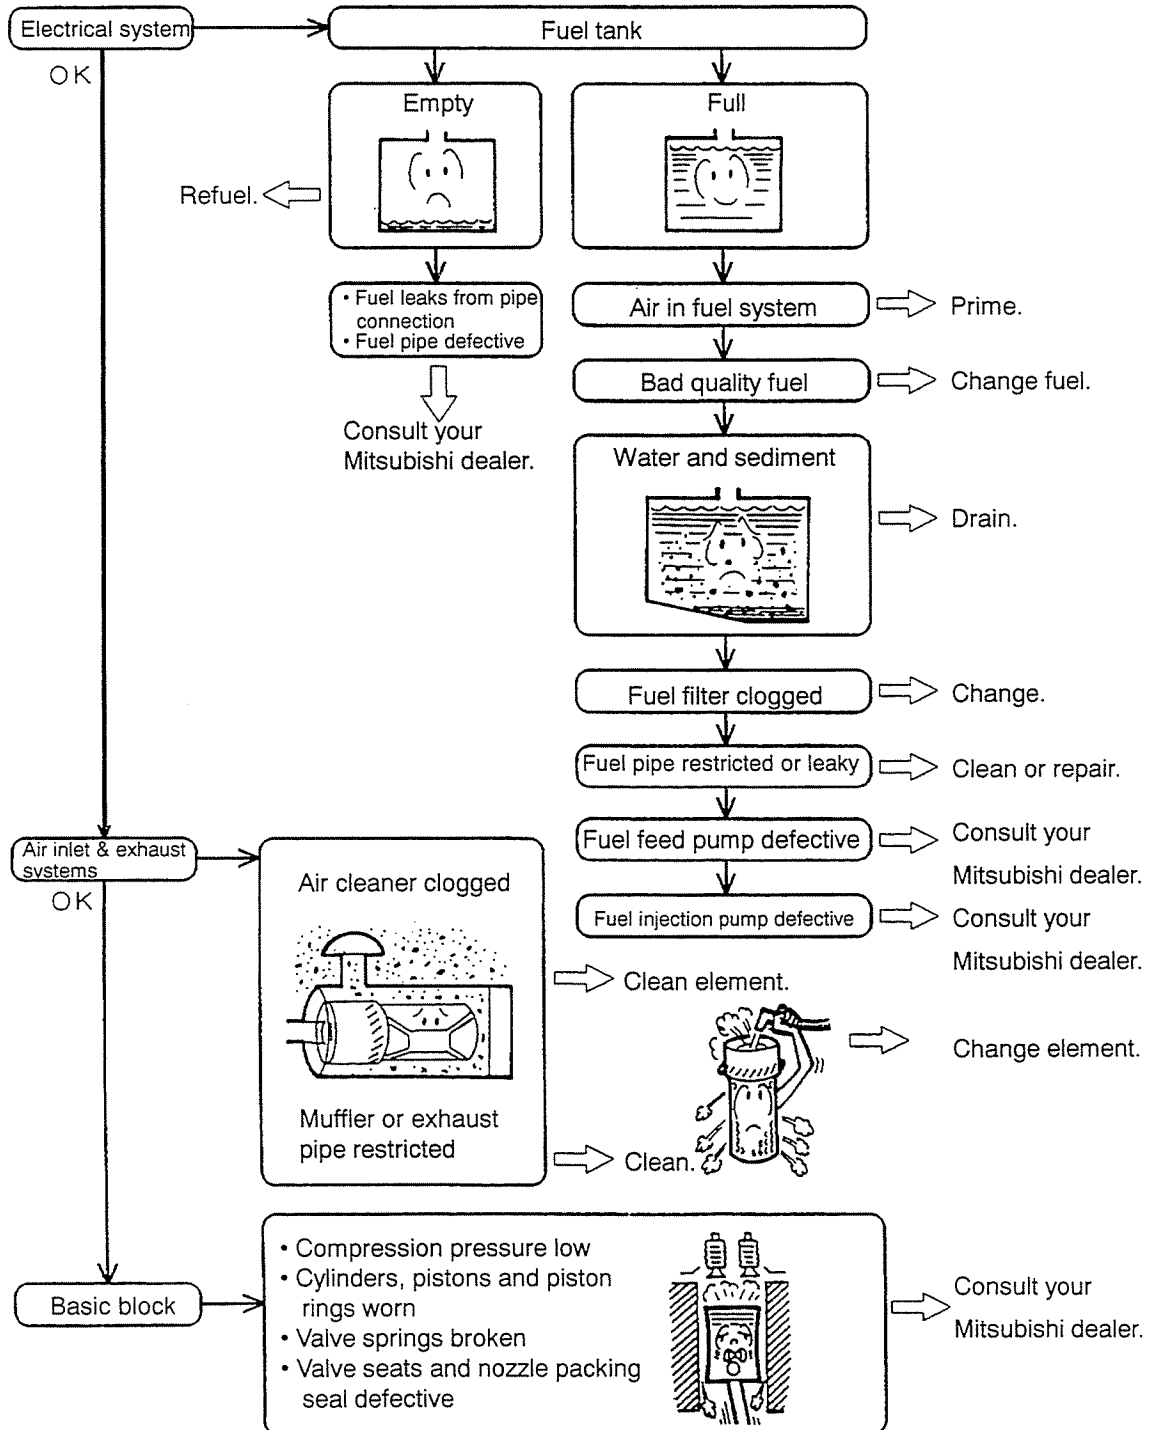 Electrical system
Fuel tank
OK
Empty
Full
Refuel.
• Fuel leaks from pipe
connection
• Fuel pipe defective
Air in fuel system
Prime.
Bad quality fuel
Change fuel.
Consult your
Mitsubishi dealer.
Water and sediment
Drain.
Fuel filter clogged
Change.
Fuel pipe restricted or leaky
Clean or repair.
Fuel feed pump defective
Consult your
Mitsubishi dealer.
Fuel injection pump defective
Consult your
Mitsubishi dealer.
Air inlet & exhaust
systems
OK
Air cleaner clogged
Clean element.
Change element.
Muffler or exhaust
pipe restricted
Clean.
Basic block
• Compression pressure low
• Cylinders, pistons and piston
rings worn
• Valve springs broken
• Valve seats and nozzle packing
seal defective
Consult your
Mitsubishi dealer.